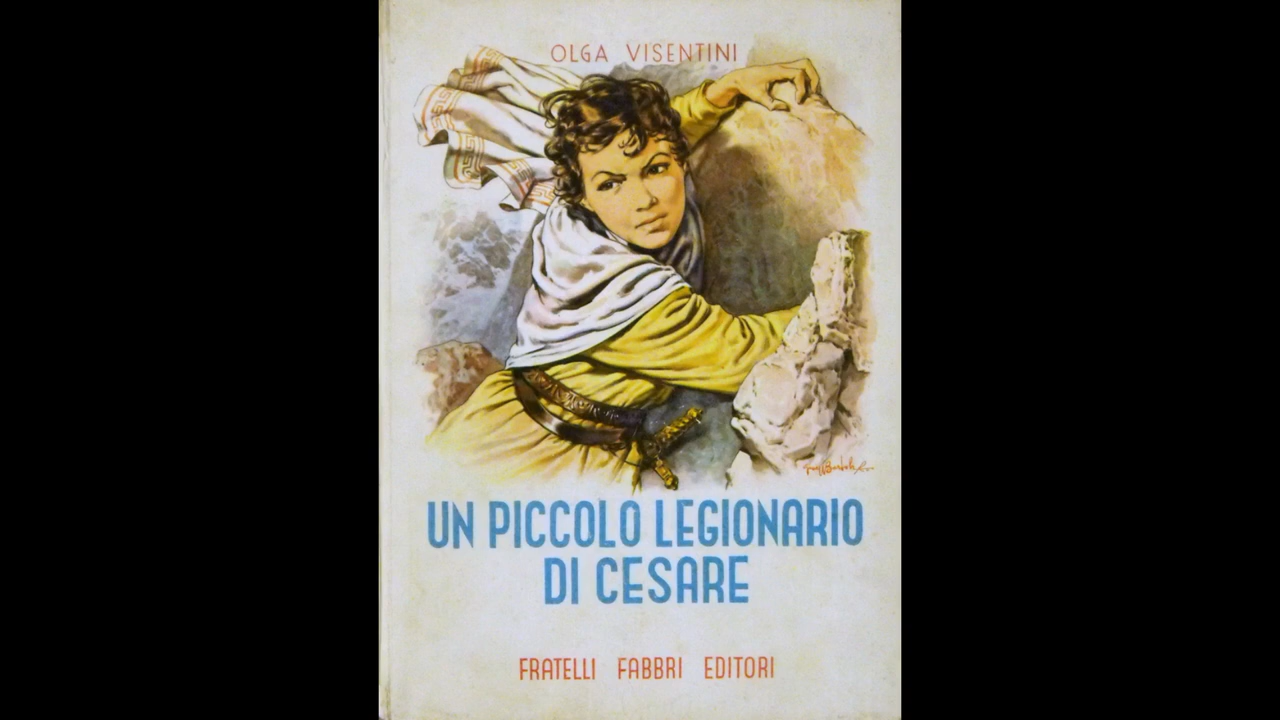 OLGA VISENTINI
UN PICCOLO LEGIONARIO
DI CESARE
FRATELLI FABBRI EDITORI